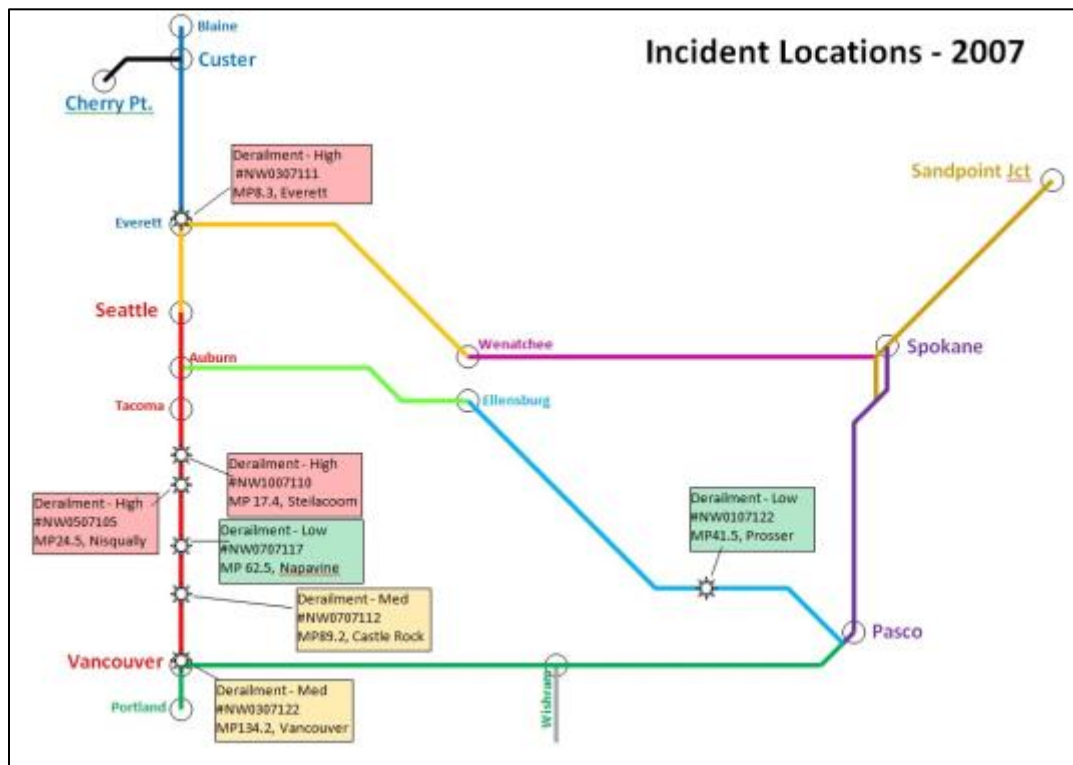 Incident Locations - 2007
Blaine
Custer
Cherry Pt.
Derailment - High
#NW0307111
MP8.3, Everett
Sandpoint Jct
Everett
Seattle
Wenatchee
Spokane
Auburn
Ellensburg
Tacoma
Derailment - High
#NW1007110
MP 17.4, Steilacoom
Derailment - High
#NW0507105
MP24.5, Nisqually
Derailment - Low
#NW0107122
MP41.5, Prosser
Derailment - Low
#NW0707117
MP 62.5, Napavine
Derailment - Med
#NW0707112
MP89.2, Castle Rock
Pasco
Vancouver
Derailment - Med
#NW0307122
MP134.2, Vancouver
Wishram
Portland